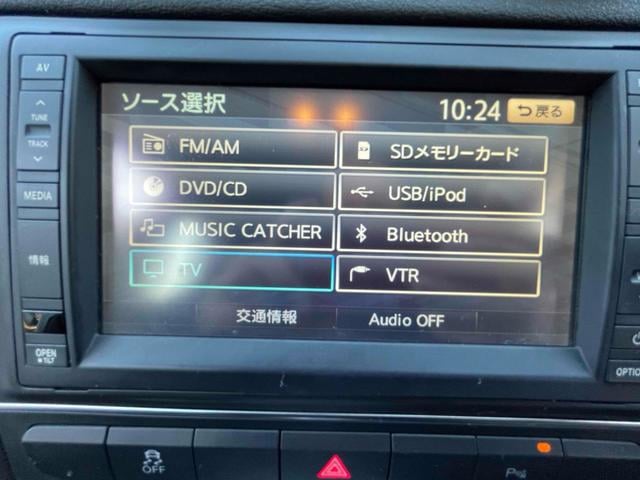 AV
ソース選択
10:24
戻る
TUNE
TRACK
FM/AM
SDメモリーカード
DVD/CD
USB/iPod
MEDIA
MUSIC CATCHER
Bluetooth
情報
TV
VTR
交通情報
Audio OFF
OPEN
TILT
OPTION
OFF
P